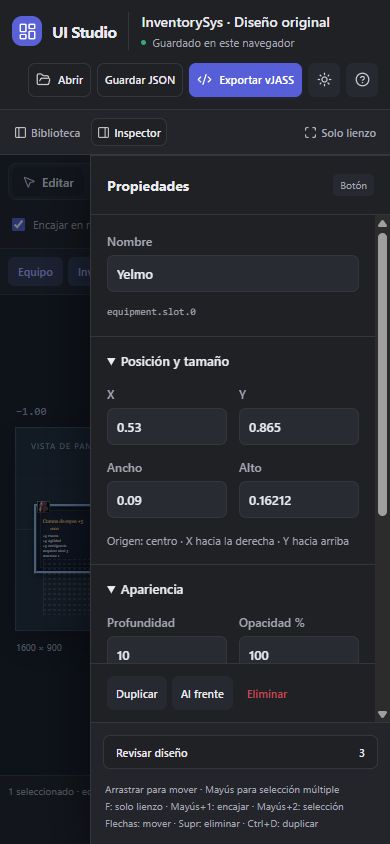 UI Studio
InventorySys · Diseño original
Guardado en este navegador
Abrir
Guardar JSON
</> Exportar vJASS
Biblioteca
Inspector
Solo lienzo
Editar
Propiedades
Botón
Encajar en
Nombre
Yelmo
Equipo
equipment.slot.0
▼ Posición y tamaño
X
Y
0.53
0.865
−1.00
Ancho
Alto
0.09
0.16212
VISTA DE PAN
Origen: centro · X hacia la derecha · Y hacia arriba
▼ Apariencia
Profundidad
Opacidad %
10
100
1600 × 900
Duplicar
Al frente
Eliminar
Revisar diseño
3
1 seleccionado
Arrastrar para mover · Mayús para selección múltiple
F: solo lienzo · Mayús+1: encajar · Mayús+2: selección
Flechas: mover · Supr: eliminar · Ctrl+D: duplicar